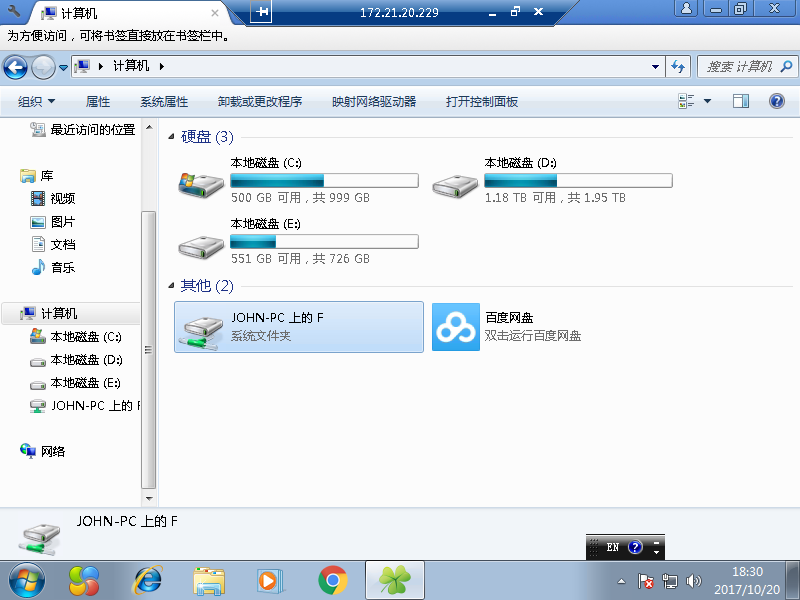 计算机
172.21.20.229
为方便访问，可将书签直接放在书签栏中。
计算机
搜索 计算机
组织
属性
系统属性
卸载或更改程序
映射网络驱动器
打开控制面板
最近访问的位置
库
视频
图片
文档
音乐
计算机
本地磁盘 (C:)
本地磁盘 (D:)
本地磁盘 (E:)
JOHN-PC 上的 F
网络
硬盘 (3)
本地磁盘 (C:)
500 GB 可用，共 999 GB
本地磁盘 (D:)
1.18 TB 可用，共 1.95 TB
本地磁盘 (E:)
551 GB 可用，共 726 GB
其他 (2)
JOHN-PC 上的 F
系统文件夹
百度网盘
双击运行百度网盘
JOHN-PC 上的 F
EN
18:30
2017/10/20